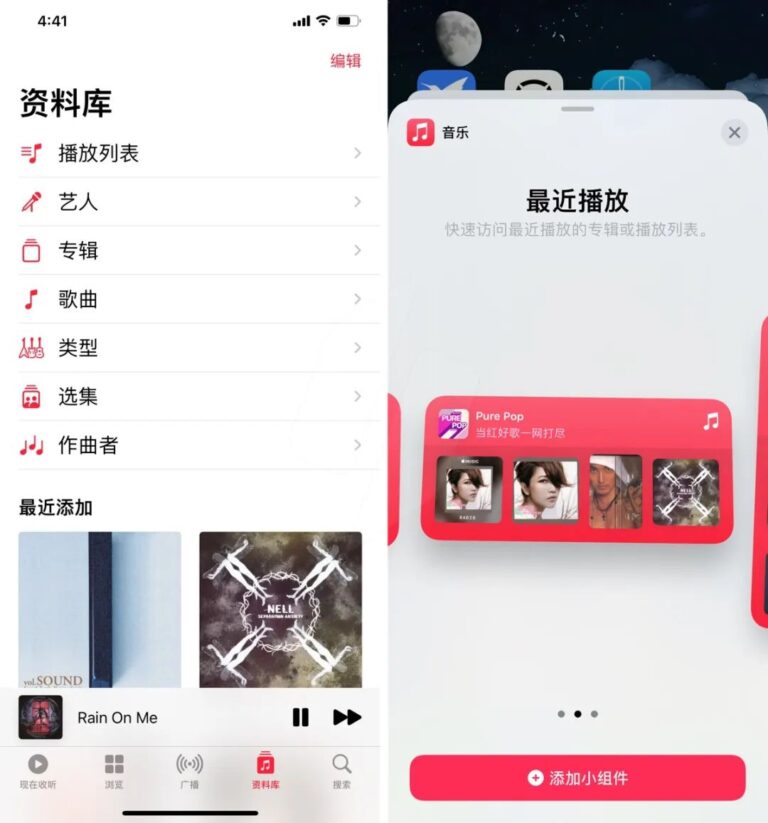 4:41
编辑
资料库
播放列表
艺人
专辑
歌曲
类型
选集
作曲者
最近添加
vol.SOUND
NELL
SEPARATION ANXIETY
Rain On Me
现在收听
浏览
广播
资料库
搜索
音乐
最近播放
快速访问最近播放的专辑或播放列表。
PURE POP
Pure Pop
当红好歌一网打尽
MUSIC
NELL
添加小组件